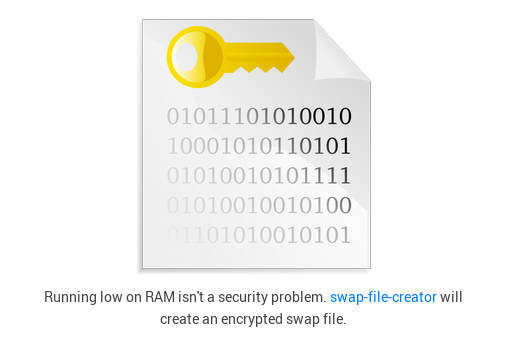 01011101010010
10001010110101
01010010101111
01010010010100
01101010010101
Running low on RAM isn't a security problem. swap-file-creator will
create an encrypted swap file.